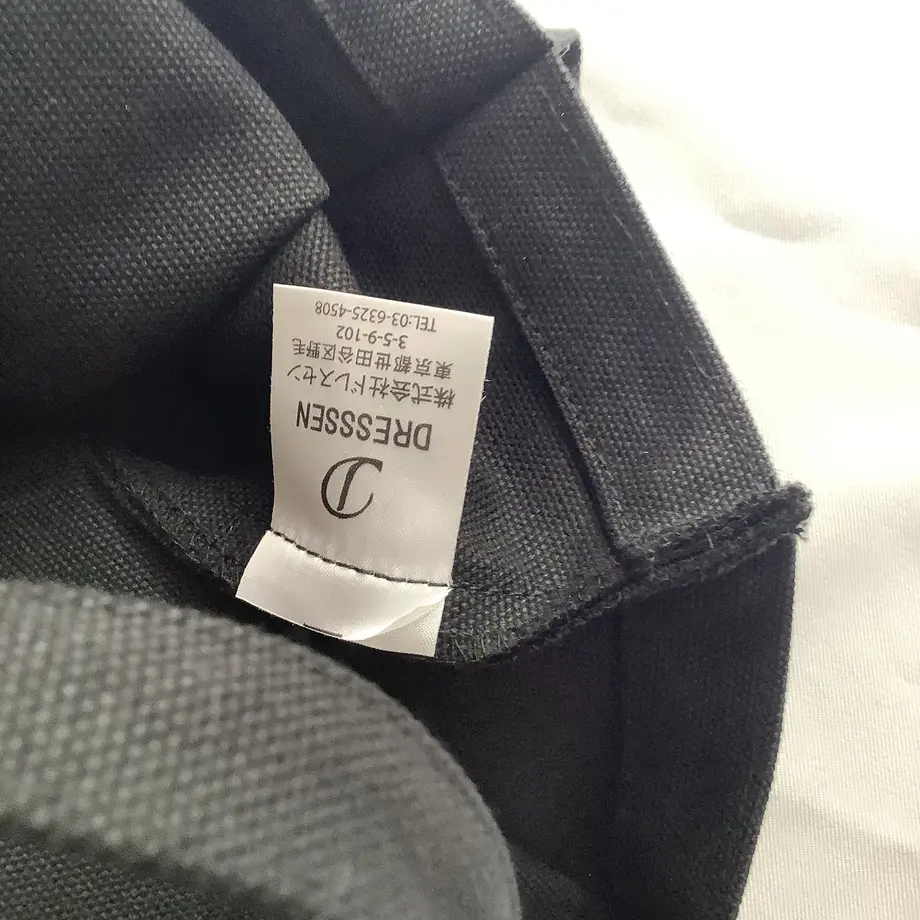 D
DRESSSEN
株式会社ドレスセン
東京都世田谷区野毛
3-5-9-102
TEL:03-6325-4508